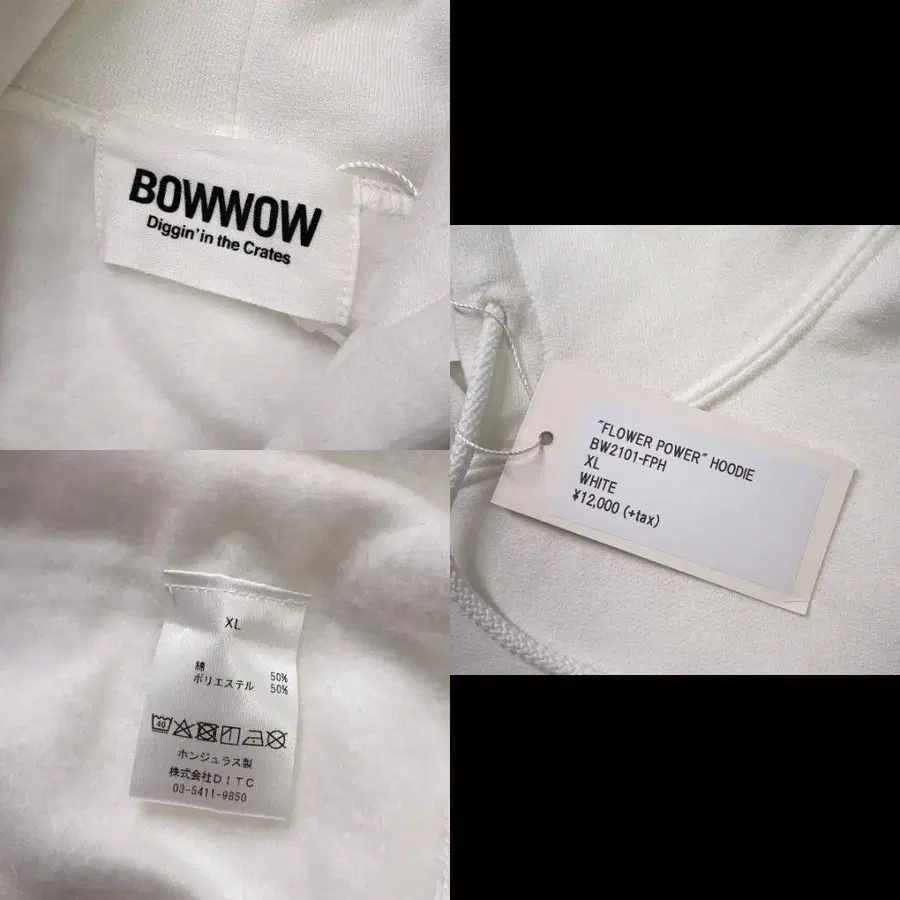 BOWWOW
Diggin' in the Crates
"FLOWER POWER" HOODIE
BW2101-FPH
XL
WHITE
¥12,000 (+tax)
XL
綿 50%
ポリエステル 50%
40
ホンジュラス製
株式会社DITC
03-5411-9850